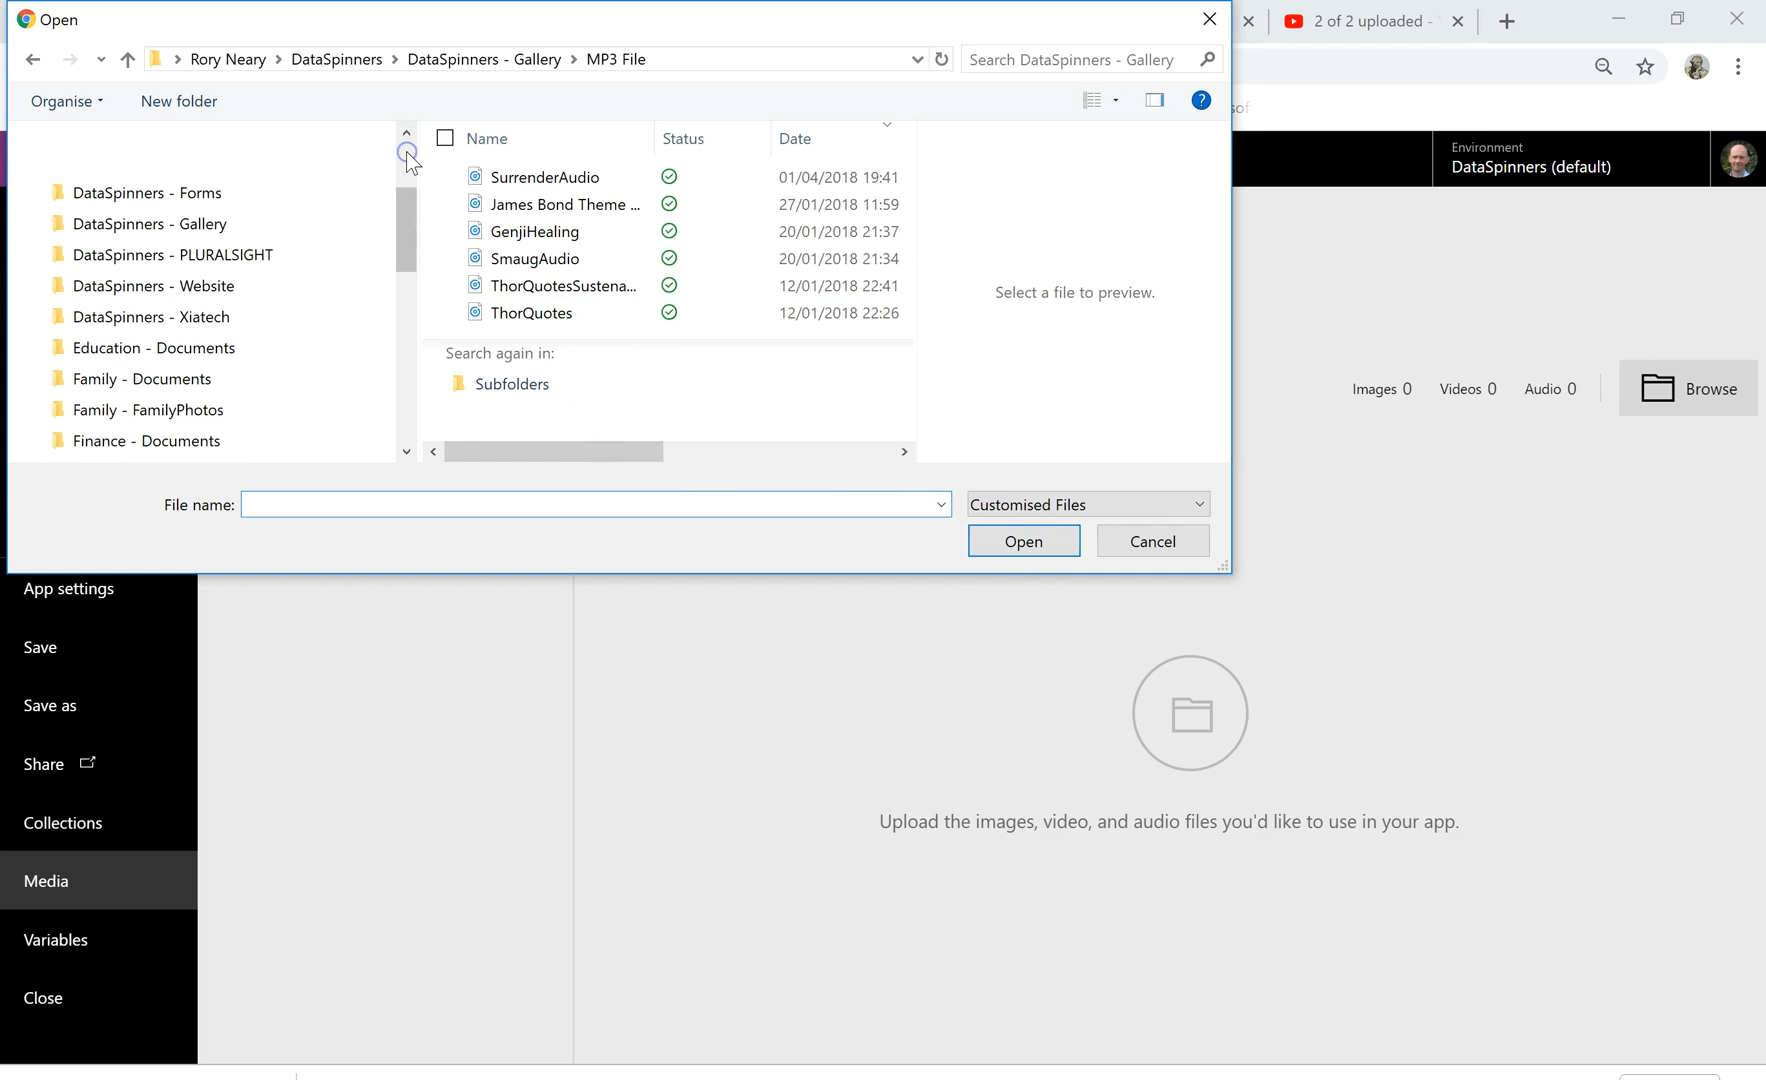 Open
2 of 2 uploaded -
Rory Neary > DataSpinners > DataSpinners - Gallery > MP3 File
Search DataSpinners - Gallery
Organise
New folder
?
sof
Name Status Date
SurrenderAudio 01/04/2018 19:41
James Bond Theme ... 27/01/2018 11:59
GenjiHealing 20/01/2018 21:37
SmaugAudio 20/01/2018 21:34
ThorQuotesSustena... 12/01/2018 22:41
ThorQuotes 12/01/2018 22:26
Search again in:
Subfolders
DataSpinners - Forms
DataSpinners - Gallery
DataSpinners - PLURALSIGHT
DataSpinners - Website
DataSpinners - Xiatech
Education - Documents
Family - Documents
Family - FamilyPhotos
Finance - Documents
Select a file to preview.
File name:
Customised Files
Open
Cancel
Environment
DataSpinners (default)
Images 0 Videos 0 Audio 0
Browse
App settings
Save
Save as
Share
Collections
Media
Variables
Close
Upload the images, video, and audio files you'd like to use in your app.